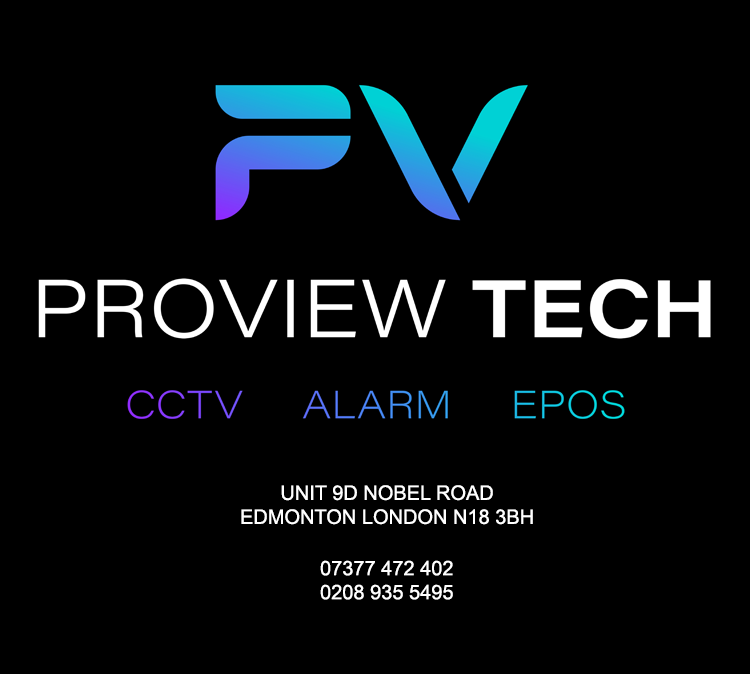 PV
PROVIEW TECH
CCTV ALARM EPOS
UNIT 9D NOBEL ROAD
EDMONTON LONDON N18 3BH
07377 472 402
0208 935 5495